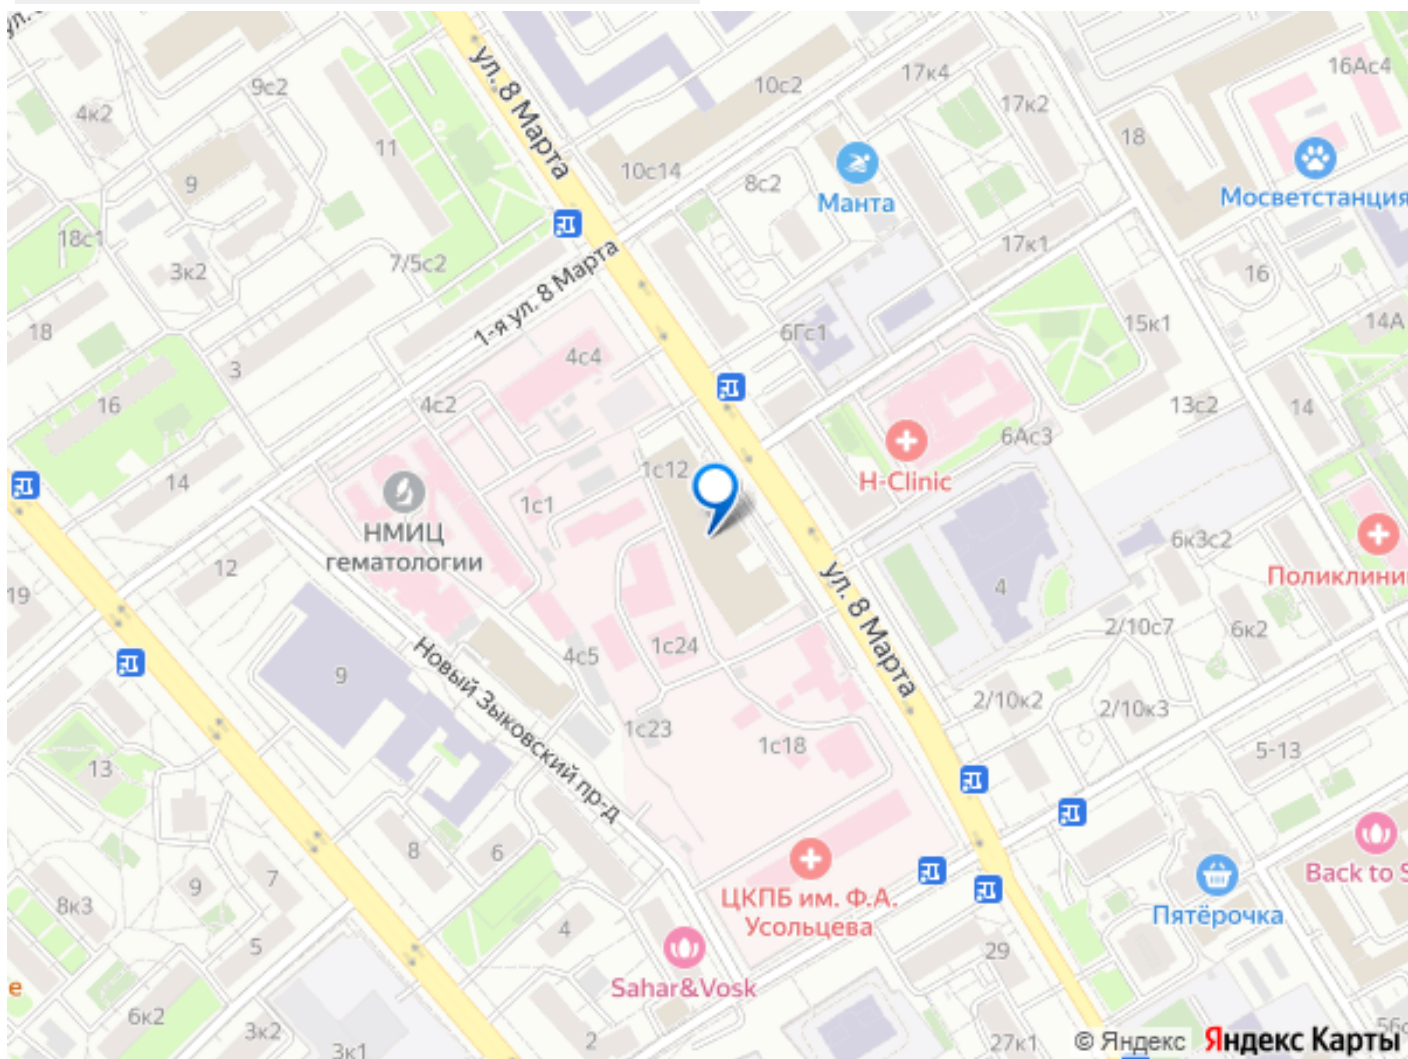 9с2
4к2
11
9
10с2
17к4
17к2
16Ас4
18
ул. 8 Марта
10с14
8с2
Манта
Мосветстанция
18с1
3к2
7/5с2
17к1
16
1-я ул. 8 Марта
18
3
4с4
6Гс1
15к1
14А
16
4с2
13с2
14
14
1с12
6Ас3
H-Clinic
1с1
НМИЦ
гематологии
6к3с2
Поликлини
12
19
4
ул. 8 Марта
2/10с7
6к2
1с24
4с5
9
Новый Зыковский пр-д
2/10к2
2/10к3
1с23
1с18
5-13
13
8
6
9
7
8к3
ЦКПБ им. Ф.А.
Усольцева
Back to S
Пятёрочка
4
5
29
е
Sahar&Vosk
6к2
3к2
3к1
2
27к1
56с
© Яндекс Яндекс Карты